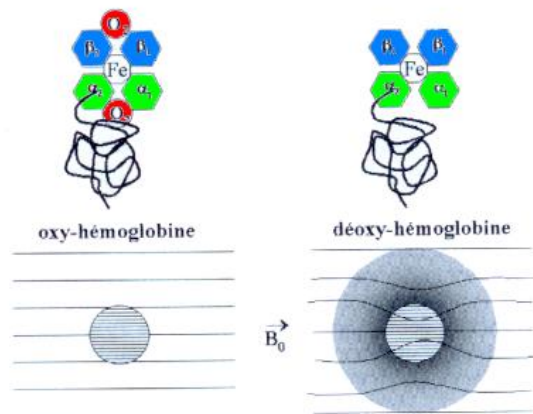 O₂
β₂ β₁
Fe
α₂ α₁
O₂
β₂ β₁
Fe
α₂ α₁
oxy-hémoglobine
déoxy-hémoglobine
B₀